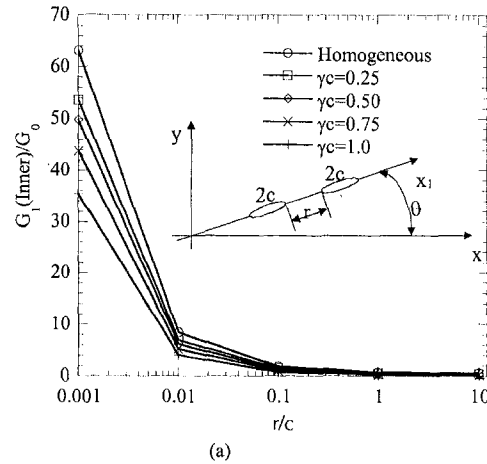 70
60
50
40
30
20
10
0
G₁(Inner)/G₀
Homogeneous
γc=0.25
γc=0.50
γc=0.75
γc=1.0
y
2c
2c
r
x₁
θ
x
0.001 0.01 0.1 1 10
r/c
(a)